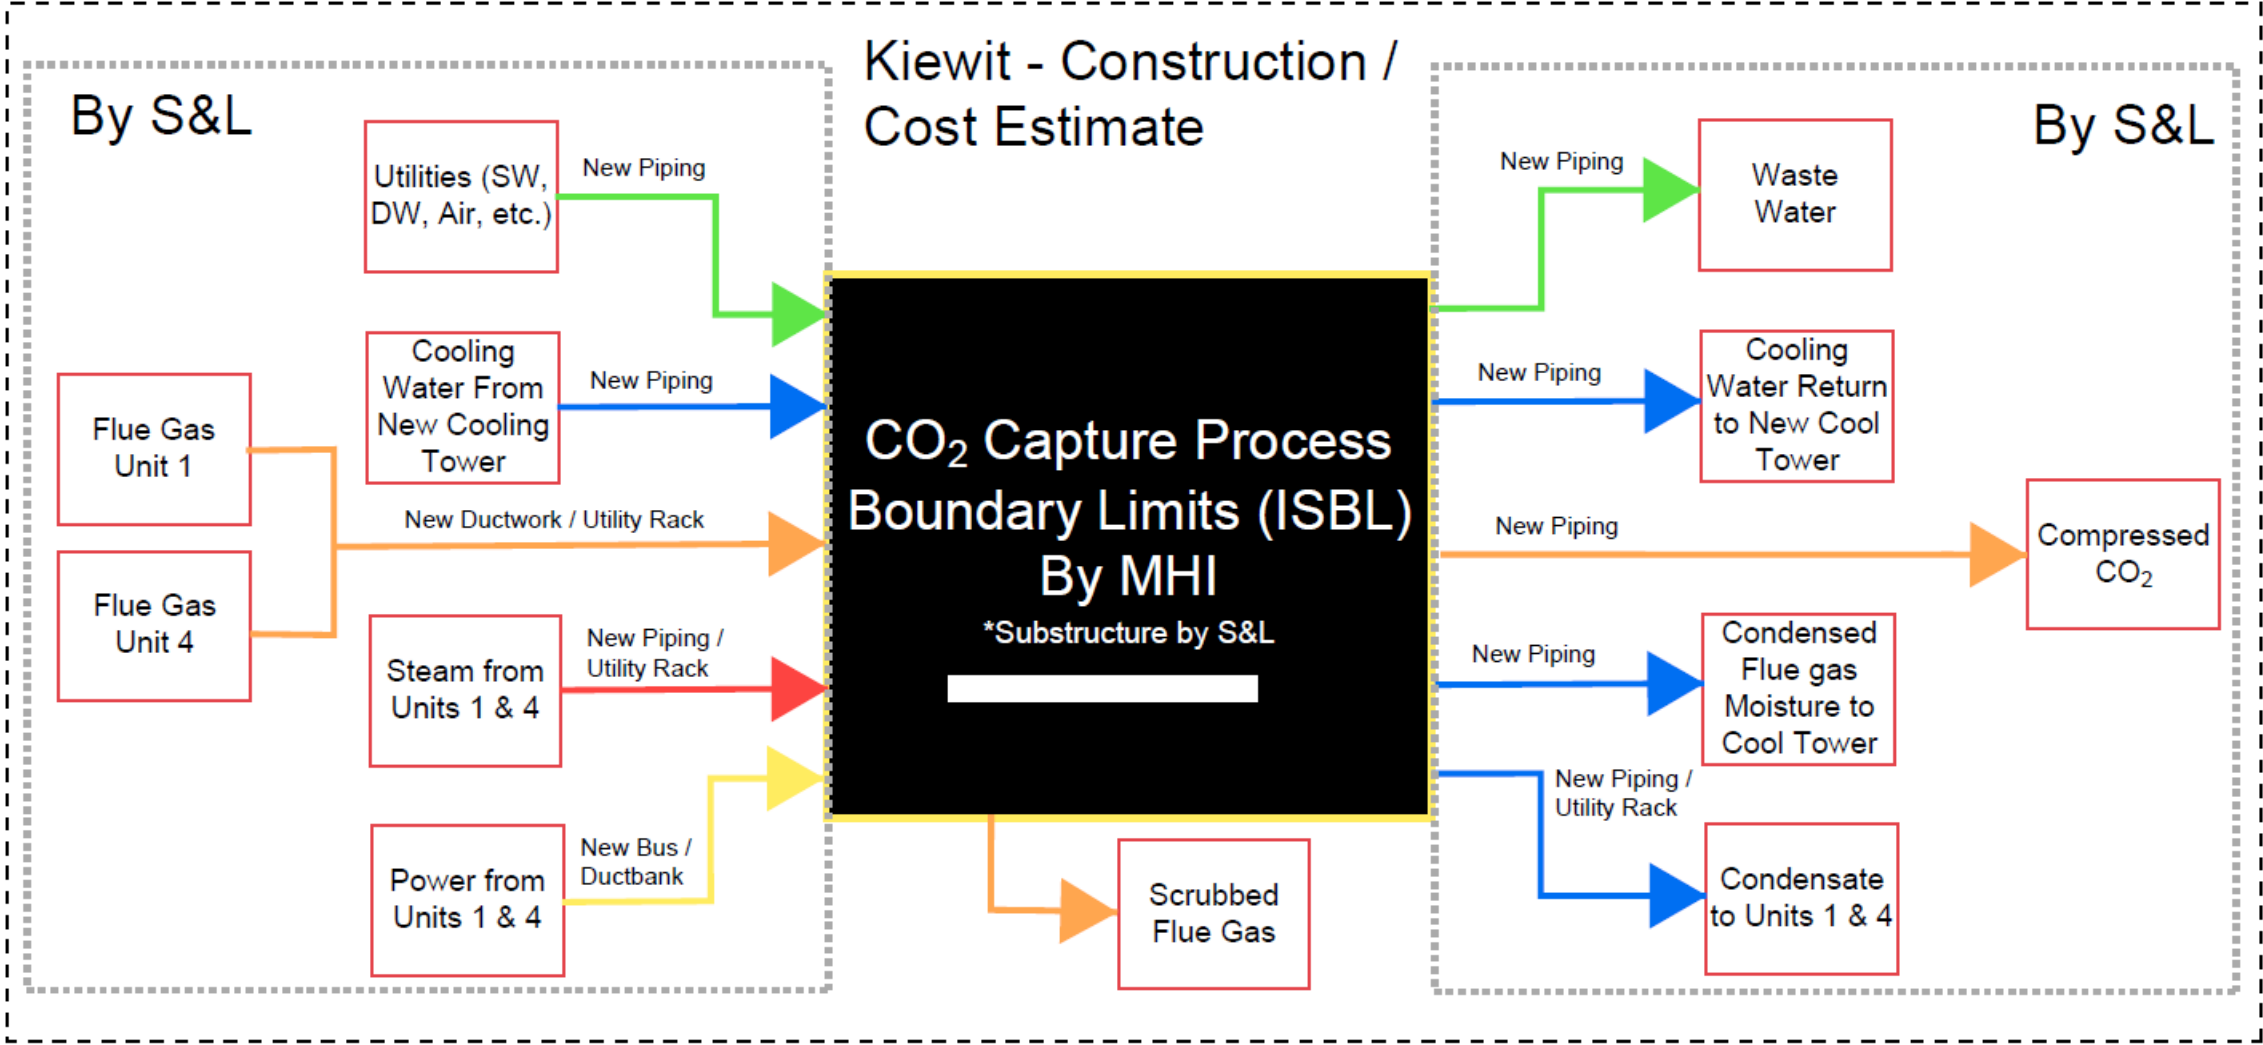 Kiewit - Construction /
Cost Estimate
By S&L
Utilities (SW,
DW, Air, etc.)
New Piping
Cooling
Water From
New Cooling
Tower
New Piping
Flue Gas
Unit 1
Flue Gas
Unit 4
New Ductwork / Utility Rack
Steam from
Units 1 & 4
New Piping /
Utility Rack
Power from
Units 1 & 4
New Bus /
Ductbank
CO₂ Capture Process
Boundary Limits (ISBL)
By MHI
*Substructure by S&L
Scrubbed
Flue Gas
By S&L
New Piping
Waste
Water
New Piping
Cooling
Water Return
to New Cool
Tower
New Piping
Compressed
CO₂
New Piping
Condensed
Flue gas
Moisture to
Cool Tower
New Piping /
Utility Rack
Condensate
to Units 1 & 4